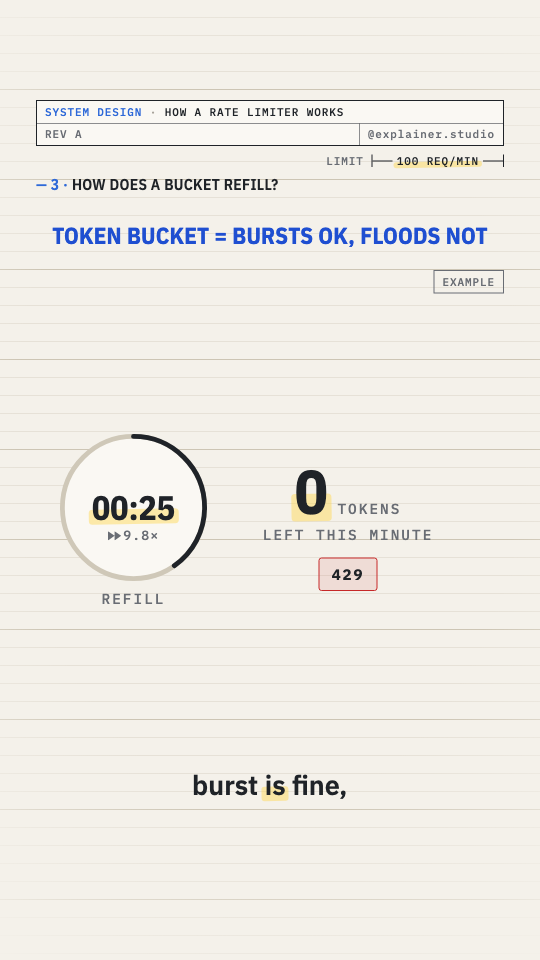 SYSTEM DESIGN · HOW A RATE LIMITER WORKS
REV A
@explainer.studio
LIMIT 100 REQ/MIN
— 3 · HOW DOES A BUCKET REFILL?
TOKEN BUCKET = BURSTS OK, FLOODS NOT
EXAMPLE
00:25
9.8×
REFILL
0 TOKENS
LEFT THIS MINUTE
429
burst is fine,